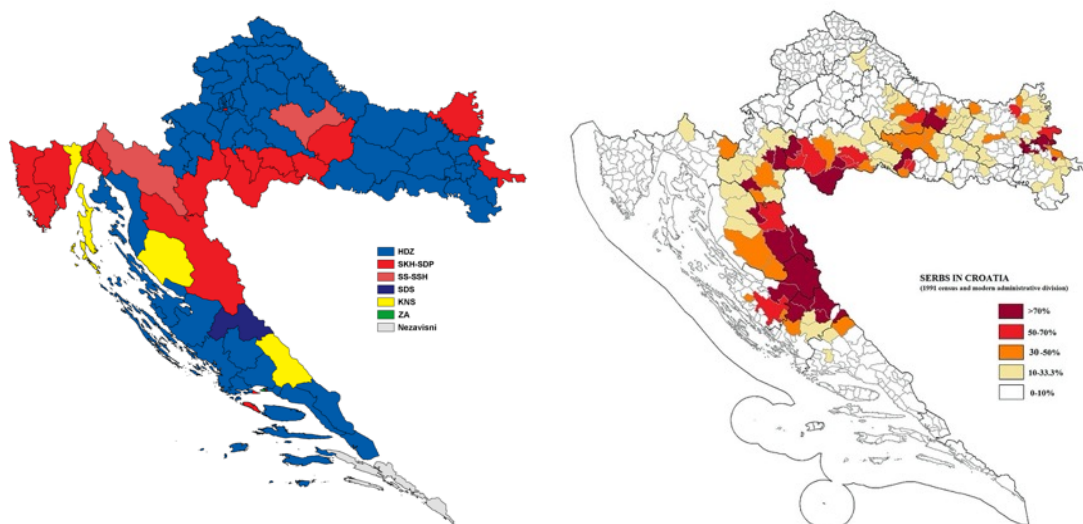 HDZ
SKH-SDP
SS-SSH
SDS
KNS
ZA
Nezavisni
SERBS IN CROATIA
(1991 census and modern administrative division)
>70%
50-70%
30-50%
10-33.3%
0-10%